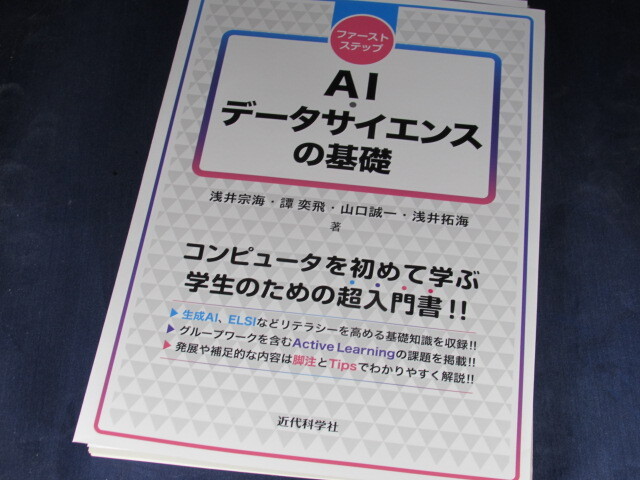 ファースト
ステップ
AI
データサイエンス
の基礎
浅井宗海・譚 奕飛・山口誠一・浅井拓海
著
コンピュータを初めて学ぶ
学生のための超入門書!!
▶生成AI、ELSIなどリテラシーを高める基礎知識を収録!!
▶グループワークを含むActive Learningの課題を掲載!!
▶発展や補足的な内容は脚注とTipsでわかりやすく解説!!
近代科学社